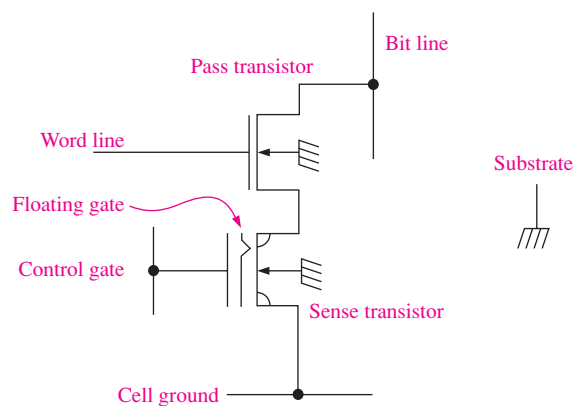 Bit line
Pass transistor
Word line
Substrate
Floating gate
Control gate
Sense transistor
Cell ground